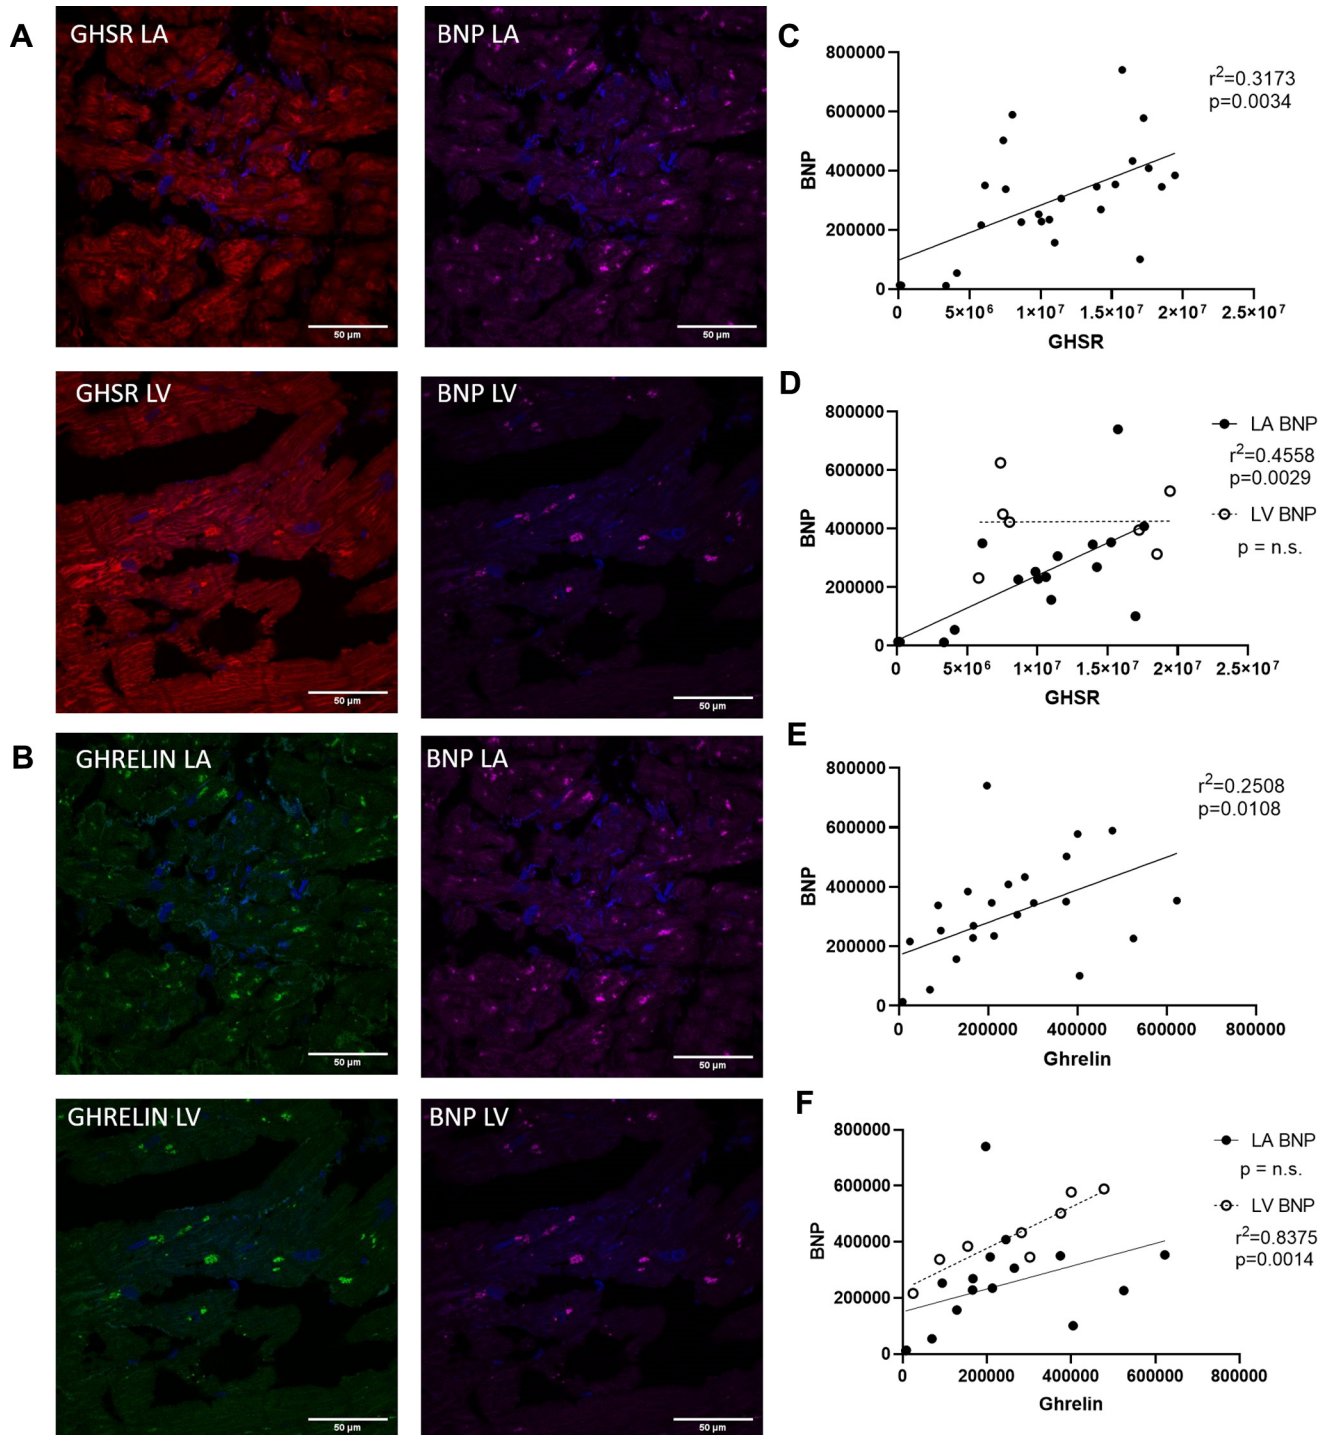 A
GHSR LA
BNP LA
50 µm
50 µm
GHSR LV
BNP LV
50 µm
50 µm
B
GHRELIN LA
BNP LA
50 µm
50 µm
GHRELIN LV
BNP LV
50 µm
50 µm
C
800000
600000
400000
200000
0
BNP
r²=0.3173
p=0.0034
0
5×10⁶
1×10⁷
1.5×10⁷
2×10⁷
2.5×10⁷
GHSR
D
800000
600000
400000
200000
0
BNP
LA BNP
r²=0.4558
p=0.0029
LV BNP
p = n.s.
0
5×10⁶
1×10⁷
1.5×10⁷
2×10⁷
2.5×10⁷
GHSR
E
800000
600000
400000
200000
0
BNP
r²=0.2508
p=0.0108
0
200000
400000
600000
800000
Ghrelin
F
800000
600000
400000
200000
0
BNP
LA BNP
p = n.s.
LV BNP
r²=0.8375
p=0.0014
0
200000
400000
600000
800000
Ghrelin